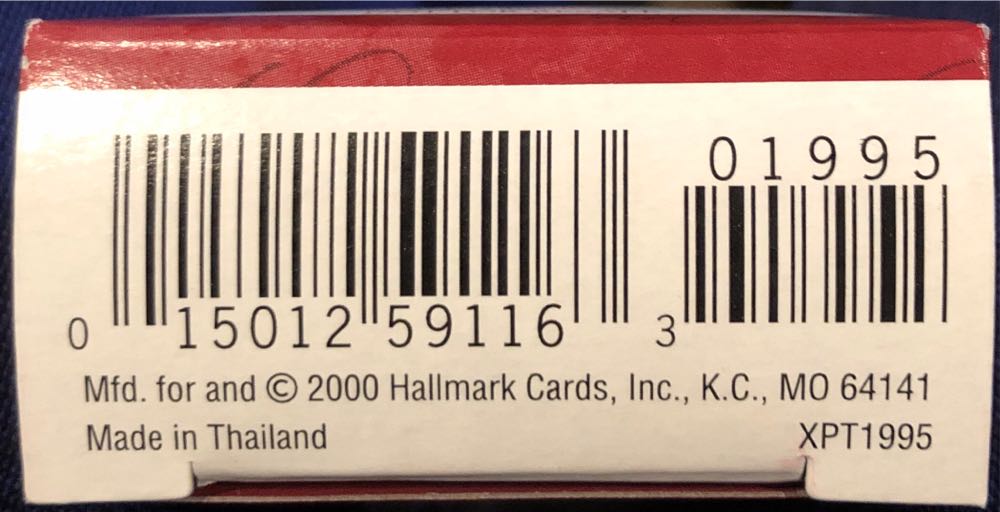 01995
0 15012 59116 3
Mfd. for and © 2000 Hallmark Cards, Inc., K.C., MO 64141
Made in Thailand XPT1995